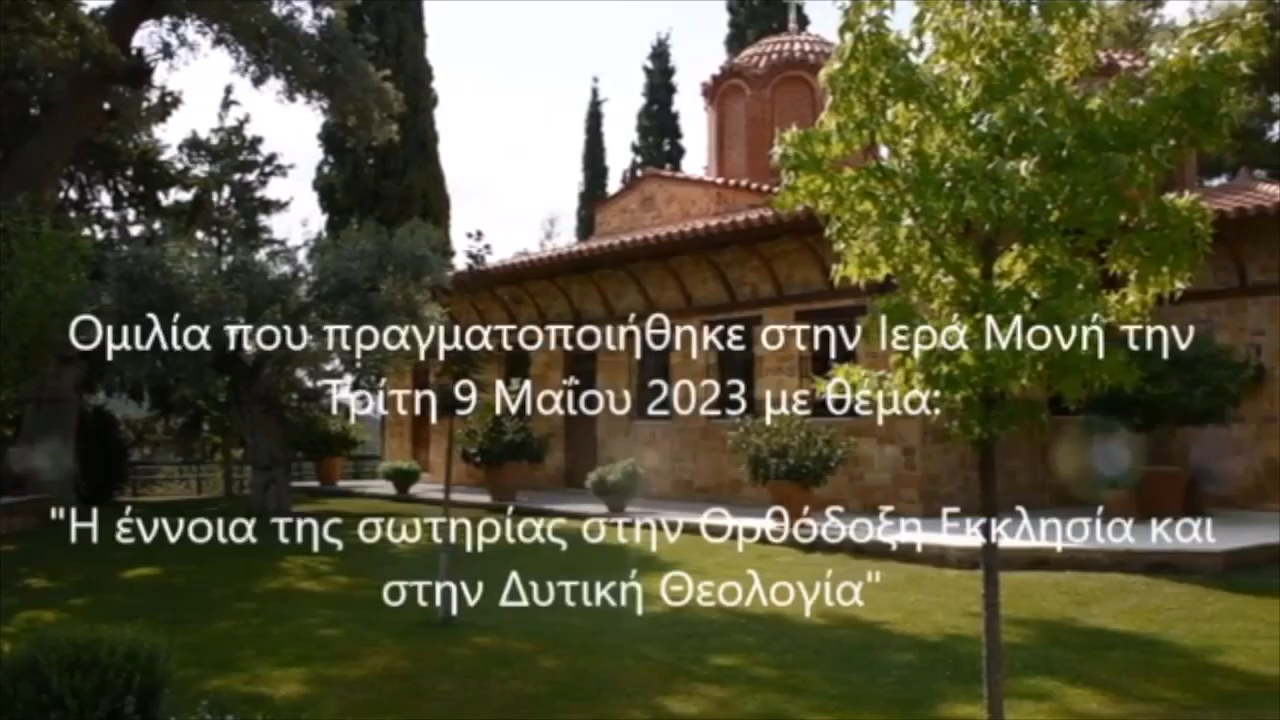 Ομιλία που πραγματοποιήθηκε στην Ιερά Μονή την
Τρίτη 9 Μαΐου 2023 με θέμα:
"Η έννοια της σωτηρίας στην Ορθόδοξη Εκκλησία και
στην Δυτική Θεολογία"